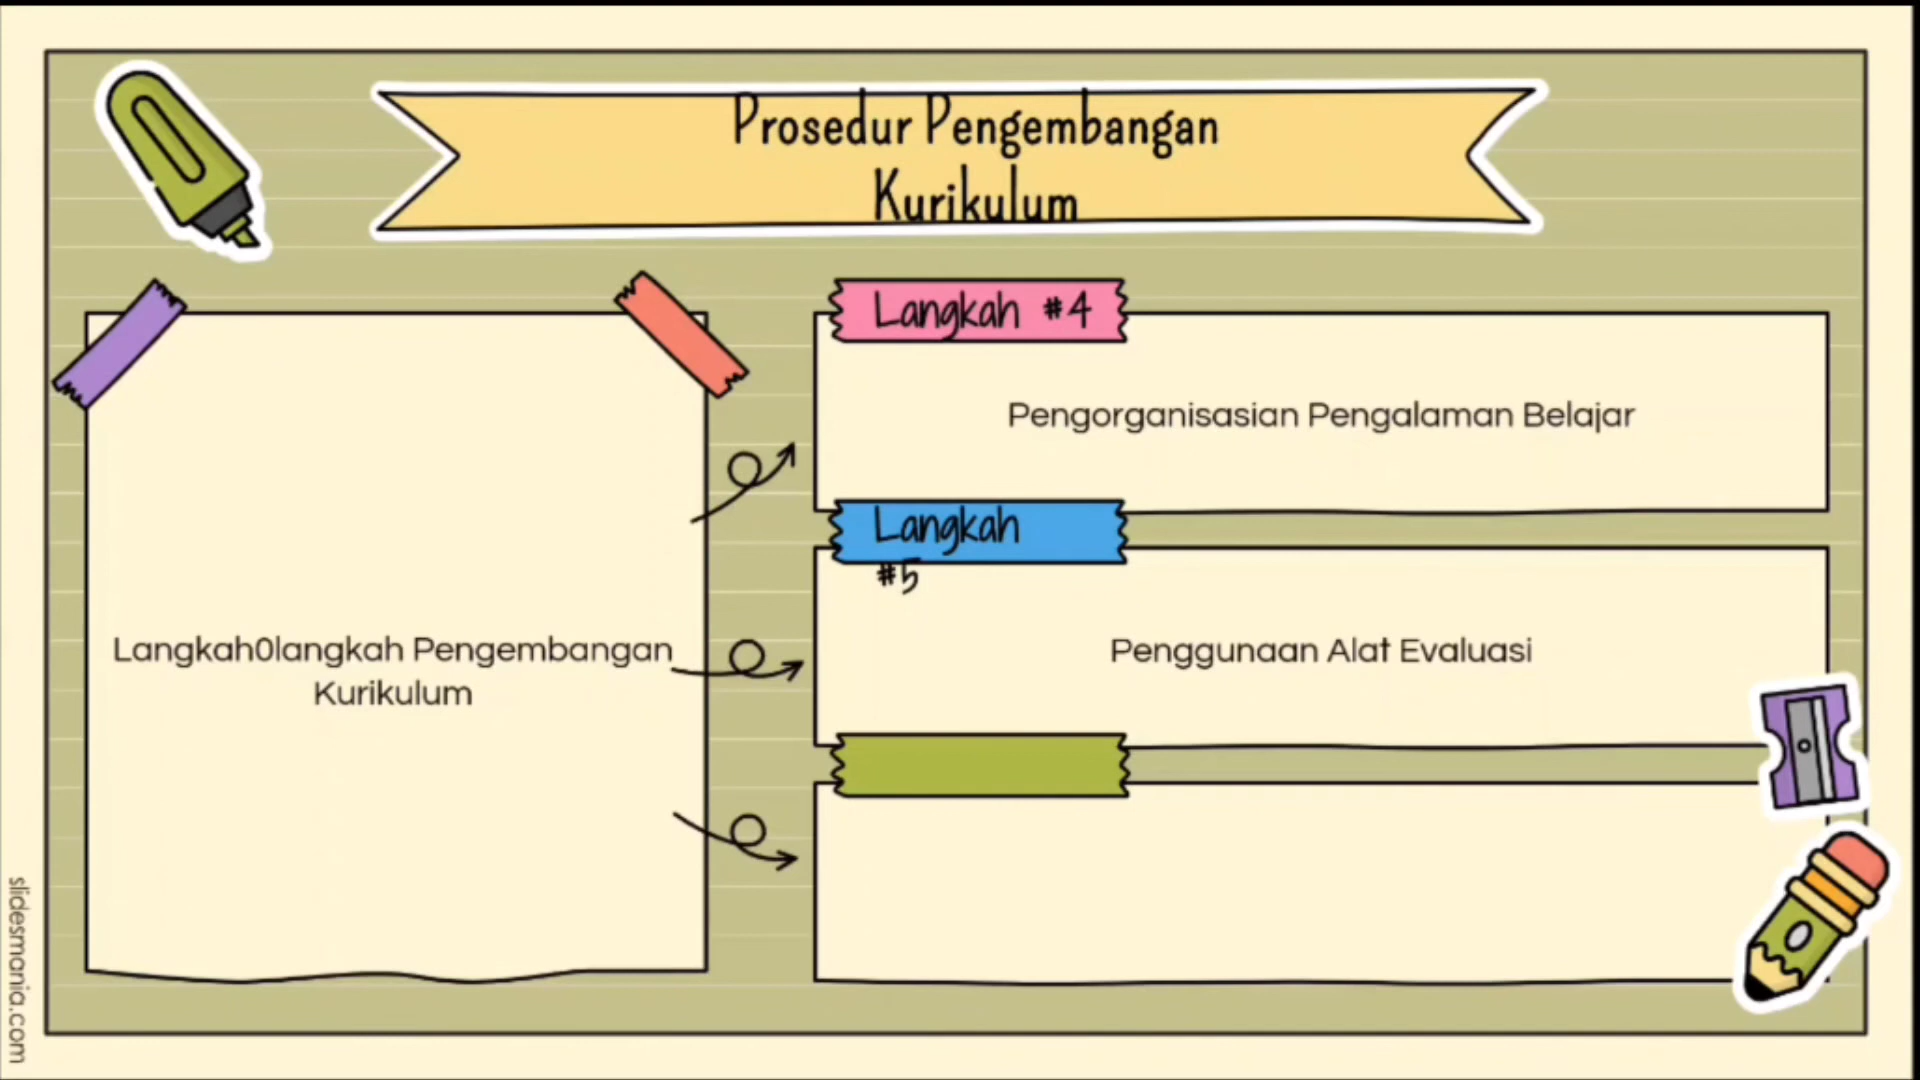 Prosedur Pengembangan
Kurikulum
Langkah0langkah Pengembangan
Kurikulum
Langkah #4
Pengorganisasian Pengalaman Belajar
Langkah
#5
Penggunaan Alat Evaluasi
slidesmania.com